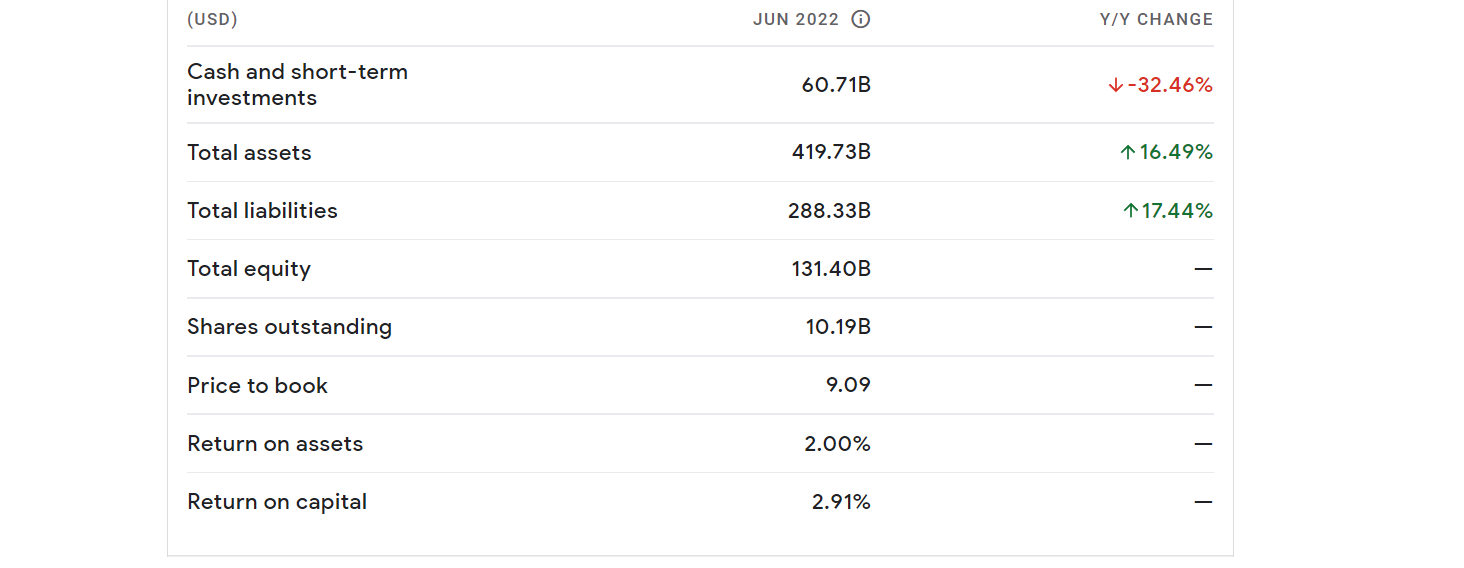 (USD) JUN 2022 Y/Y CHANGE
Cash and short-term
investments 60.71B ↓-32.46%
Total assets 419.73B ↑16.49%
Total liabilities 288.33B ↑17.44%
Total equity 131.40B —
Shares outstanding 10.19B —
Price to book 9.09 —
Return on assets 2.00% —
Return on capital 2.91% —